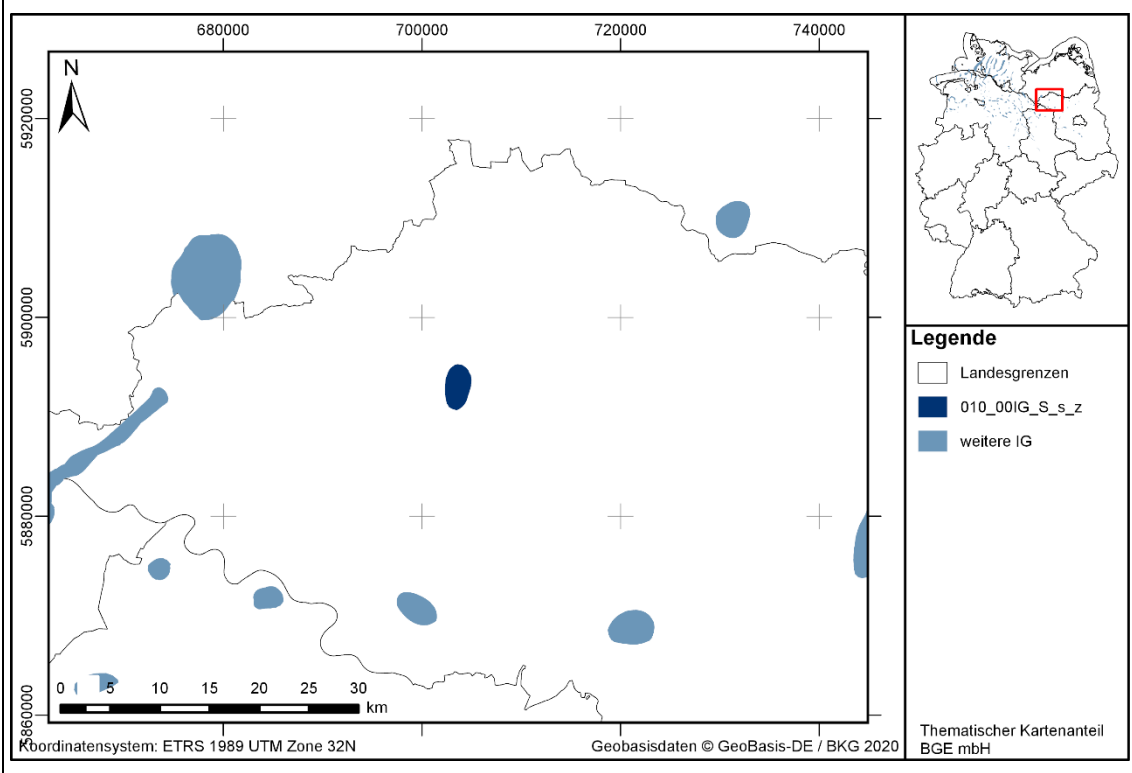 680000 700000 720000 740000
N
5920000
5900000
5880000
5860000
0 5 10 15 20 25 30
km
Koordinatensystem: ETRS 1989 UTM Zone 32N
Geobasisdaten © GeoBasis-DE / BKG 2020
Legende
Landesgrenzen
010_00IG_S_s_z
weitere IG
Thematischer Kartenanteil
BGE mbH